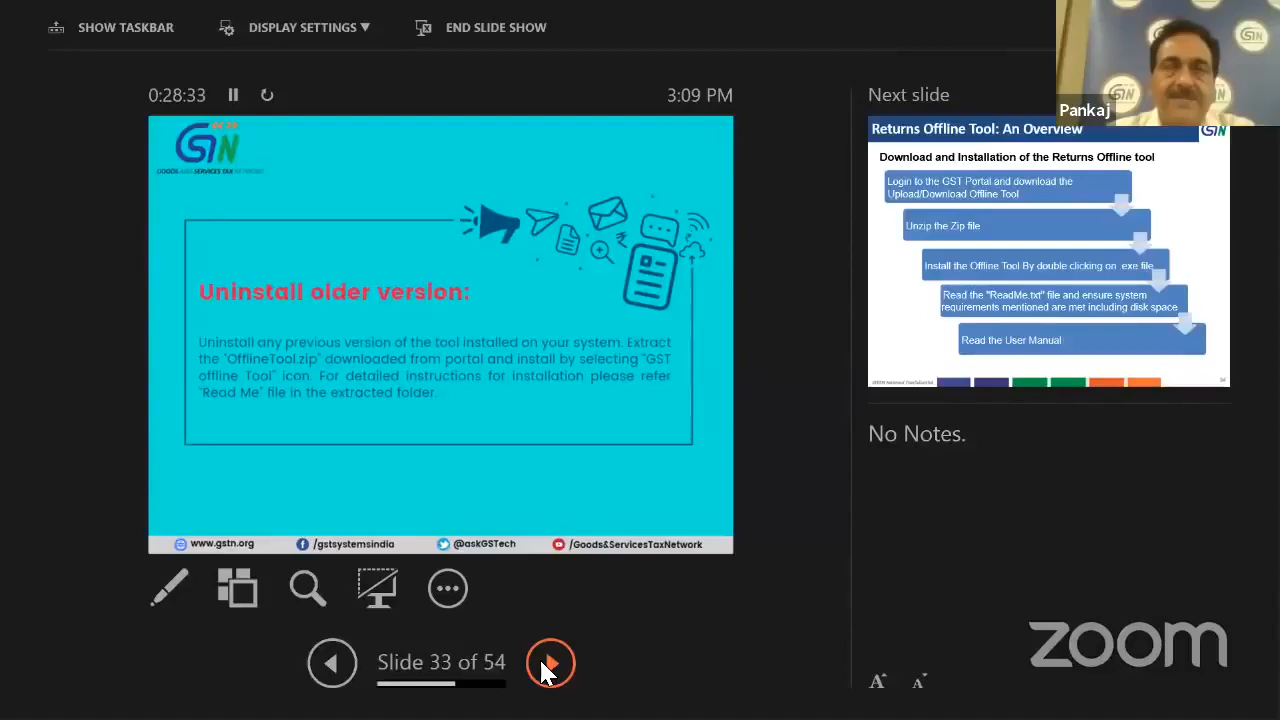 SHOW TASKBAR
DISPLAY SETTINGS ▼
END SLIDE SHOW
0:28:33
3:09 PM
GSTN
GOODS AND SERVICES TAX NETWORK
Uninstall older version:
Uninstall any previous version of the tool installed on your system. Extract
the "OfflineTool.zip" downloaded from portal and install by selecting "GST
offline Tool" icon. For detailed instructions for installation please refer
"Read Me" file in the extracted folder.
www.gstn.org
/gstsystemsindia
@askGSTech
/Goods&ServicesTaxNetwork
Slide 33 of 54
Next slide
Pankaj
Returns Offline Tool: An Overview
Download and Installation of the Returns Offline tool
Login to the GST Portal and download the
Upload/Download Offline Tool
Unzip the Zip file
Install the Offline Tool By double clicking on .exe file
Read the "ReadMe.txt" file and ensure system
requirements mentioned are met including disk space
Read the User Manual
No Notes.
zoom